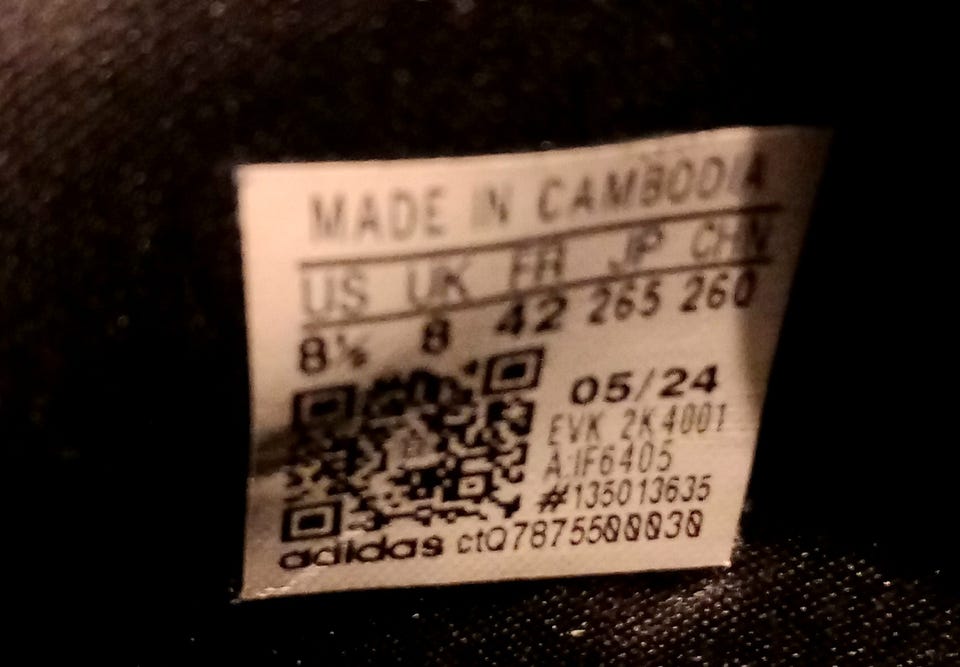 MADE IN CAMBODIA
US UK FR JP CHN
8½ 8 42 265 260
05/24
EVK 2K4001
A:IF6405
#135013635
adidas ctQ7875500030